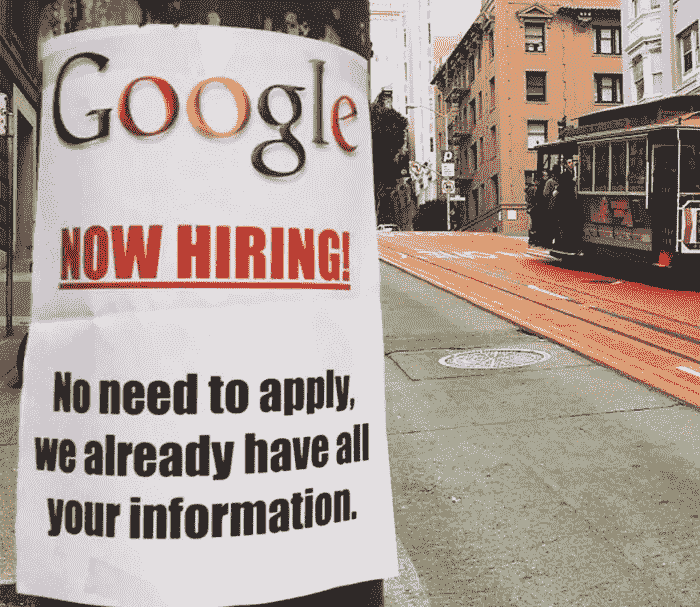 Google
NOW HIRING!
No need to apply,
we already have all
your information.